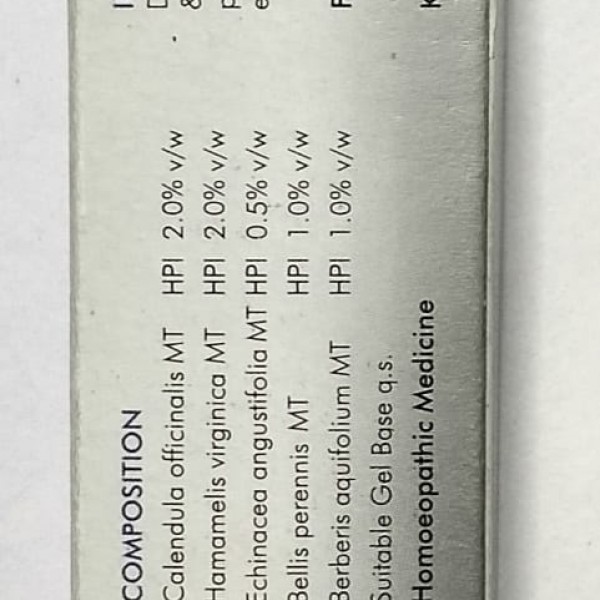 COMPOSITION
Calendula officinalis MT HPI 2.0% v/w
Hamamelis virginica MT HPI 2.0% v/w
Echinacea angustifolia MT HPI 0.5% v/w
Bellis perennis MT HPI 1.0% v/w
Berberis aquifolium MT HPI 1.0% v/w
Suitable Gel Base q.s.
Homoeopathic Medicine